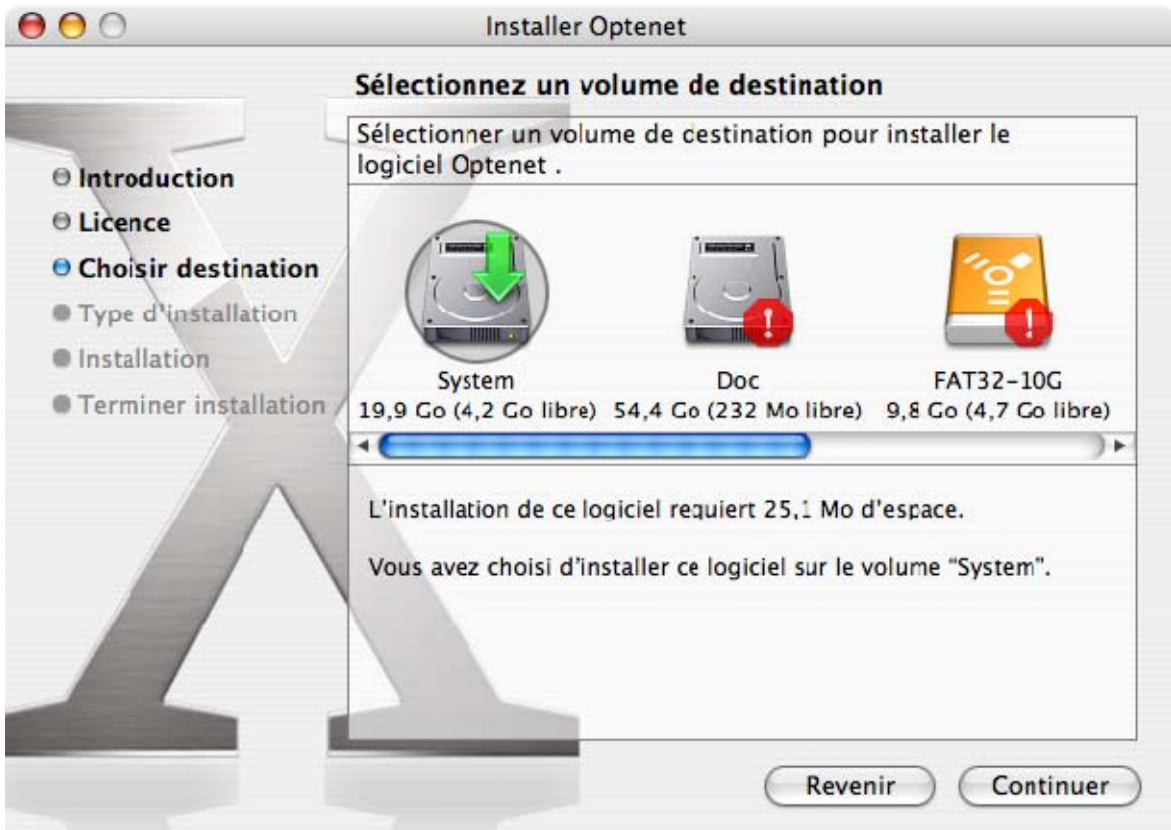 Installer Optenet
Sélectionnez un volume de destination
Sélectionner un volume de destination pour installer le
logiciel Optenet .
Introduction
Licence
Choisir destination
Type d'installation
Installation
Terminer installation
System
19,9 Go (4,2 Go libre)
Doc
54,4 Go (232 Mo libre)
FAT32-10G
9,8 Go (4,7 Go libre)
L'installation de ce logiciel requiert 25,1 Mo d'espace.
Vous avez choisi d'installer ce logiciel sur le volume “System”.
Revenir
Continuer